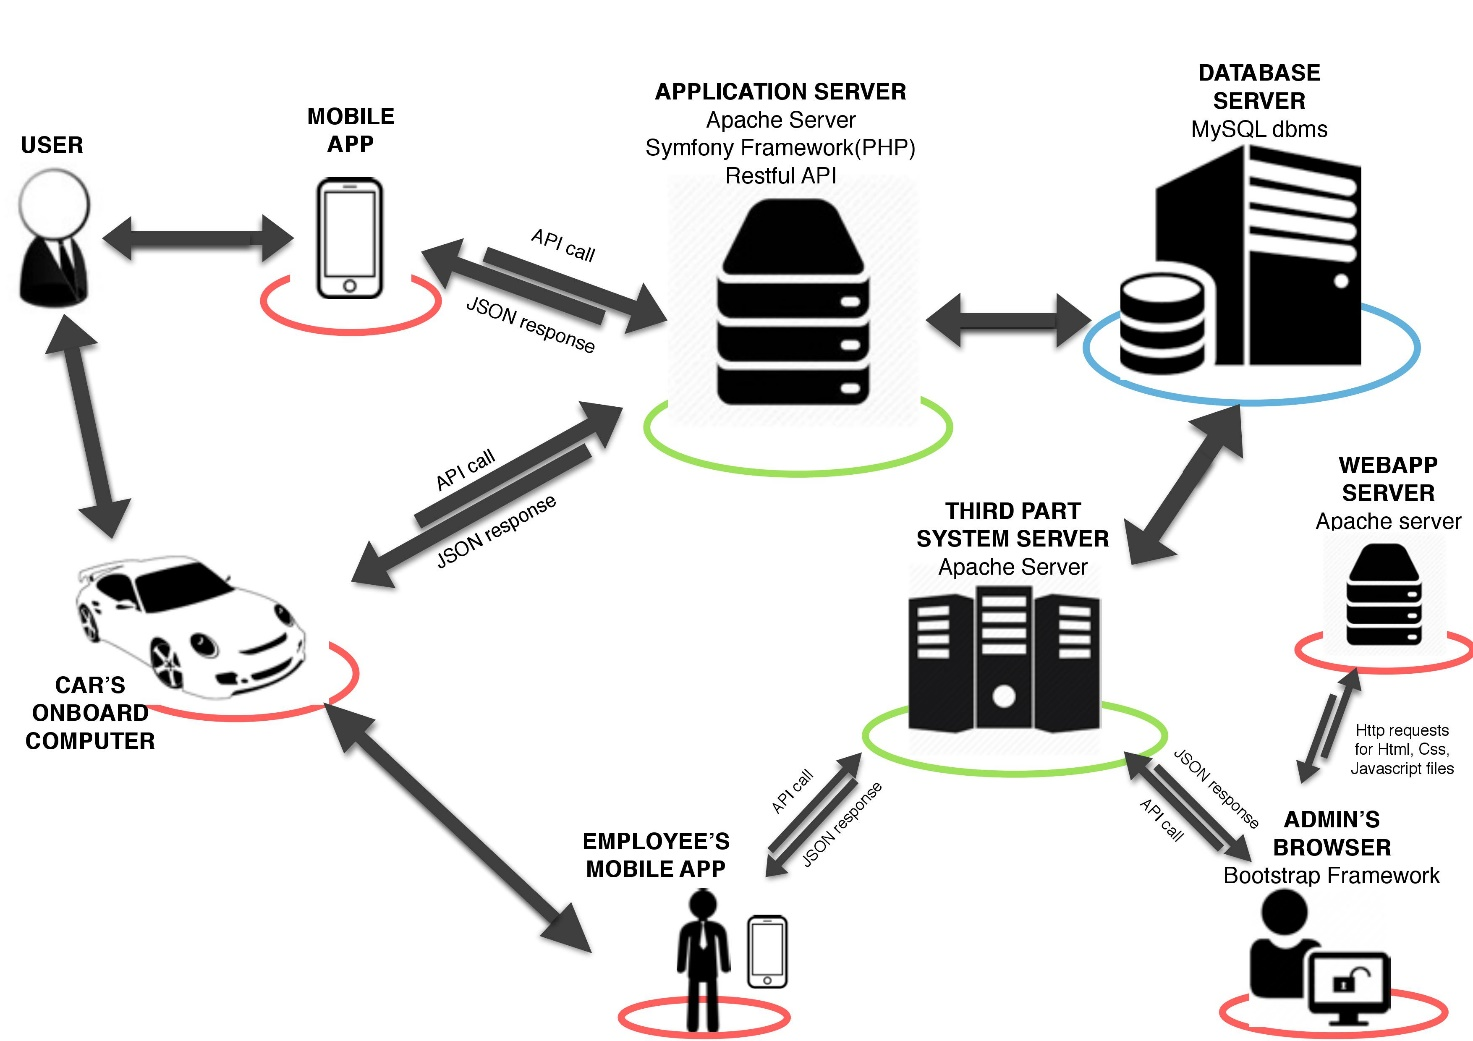 USER
MOBILE
APP
APPLICATION SERVER
Apache Server
Symfony Framework(PHP)
Restful API
DATABASE
SERVER
MySQL dbms
API call
JSON response
API call
JSON response
WEBAPP
SERVER
Apache server
THIRD PART
SYSTEM SERVER
Apache Server
CAR'S
ONBOARD
COMPUTER
Http requests
for Html, Css,
Javascript files
API call
JSON response
JSON response
API call
EMPLOYEE'S
MOBILE APP
ADMIN'S
BROWSER
Bootstrap Framework